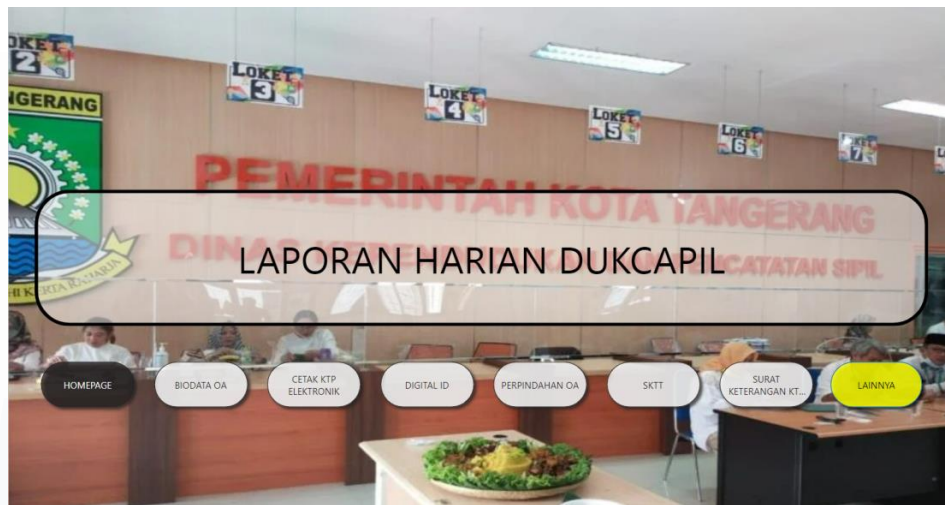 LOKET
2
LOKET
3
LOKET
4
LOKET
5
LOKET
6
LOKET
7
NGERANG
PEMERINTAH KOTA TANGERANG
DINAS
SIPIL
LAPORAN HARIAN DUKCAPIL
HOMEPAGE
BIODATA OA
CETAK KTP
ELEKTRONIK
DIGITAL ID
PERPINDAHAN OA
SKTT
SURAT
KETERANGAN KT...
LAINNYA